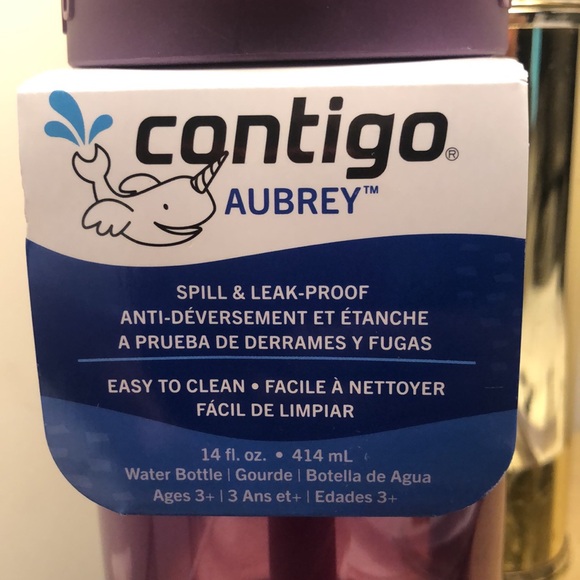 contigo®
AUBREY™
SPILL & LEAK-PROOF
ANTI-DÉVERSEMENT ET ÉTANCHE
A PRUEBA DE DERRAMES Y FUGAS
EASY TO CLEAN • FACILE À NETTOYER
FÁCIL DE LIMPIAR
14 fl. oz. • 414 mL
Water Bottle | Gourde | Botella de Agua
Ages 3+ | 3 Ans et+ | Edades 3+